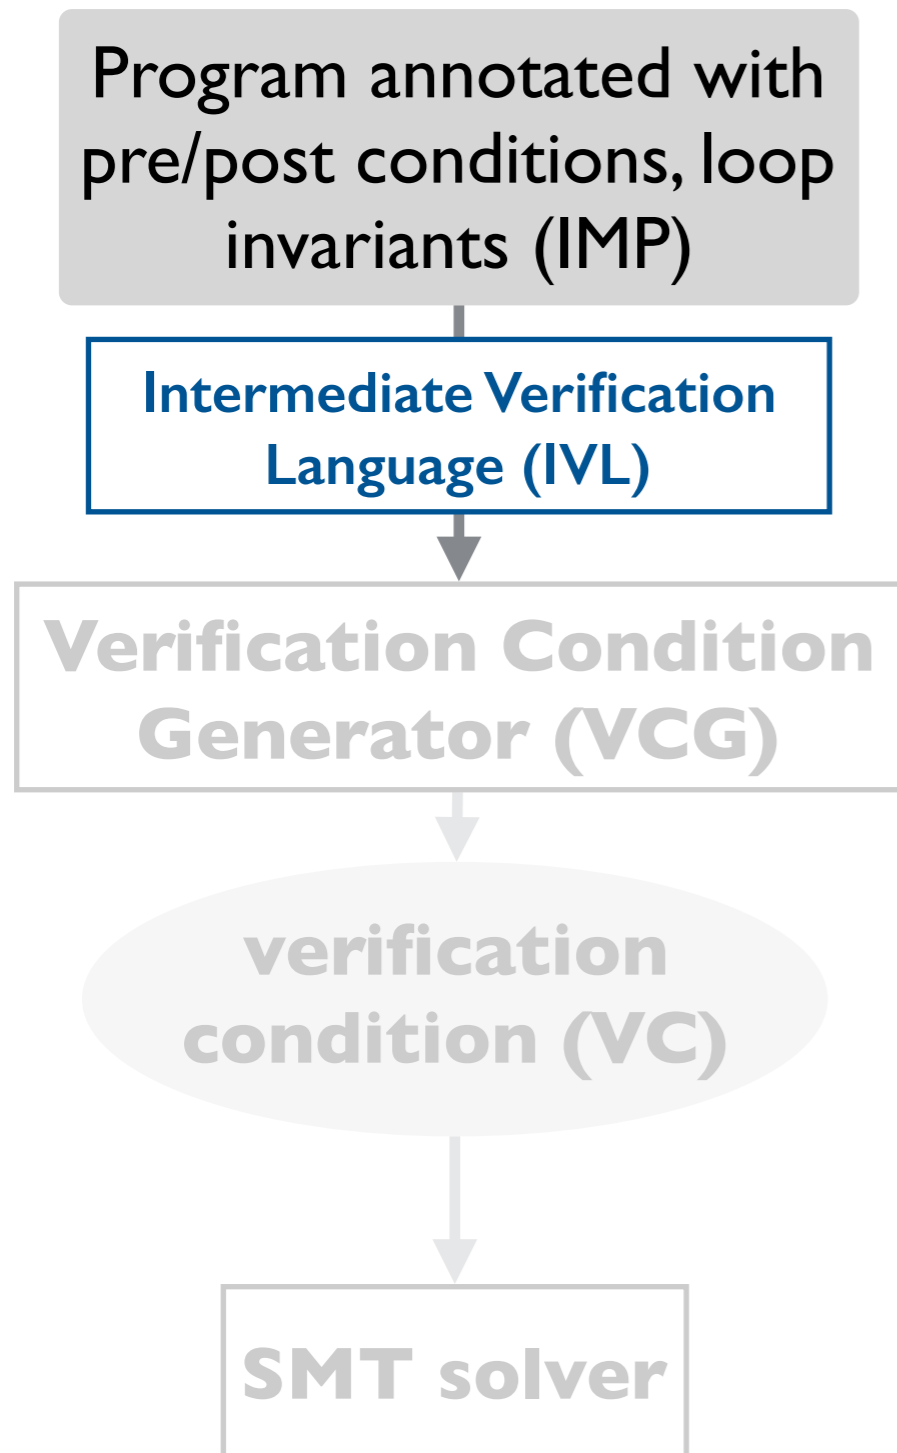 Program annotated with
pre/post conditions, loop
invariants (IMP)
Intermediate Verification
Language (IVL)
Verification Condition
Generator (VCG)
verification
condition (VC)
SMT solver